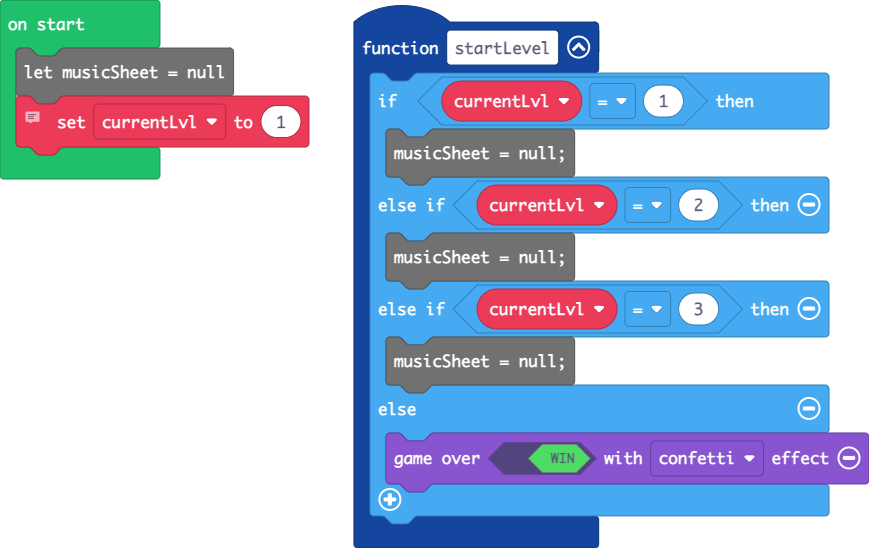 on start
let musicSheet = null
set currentLvl to 1
function startLevel
if currentLvl = 1 then
musicSheet = null;
else if currentLvl = 2 then
musicSheet = null;
else if currentLvl = 3 then
musicSheet = null;
else
game over WIN with confetti effect